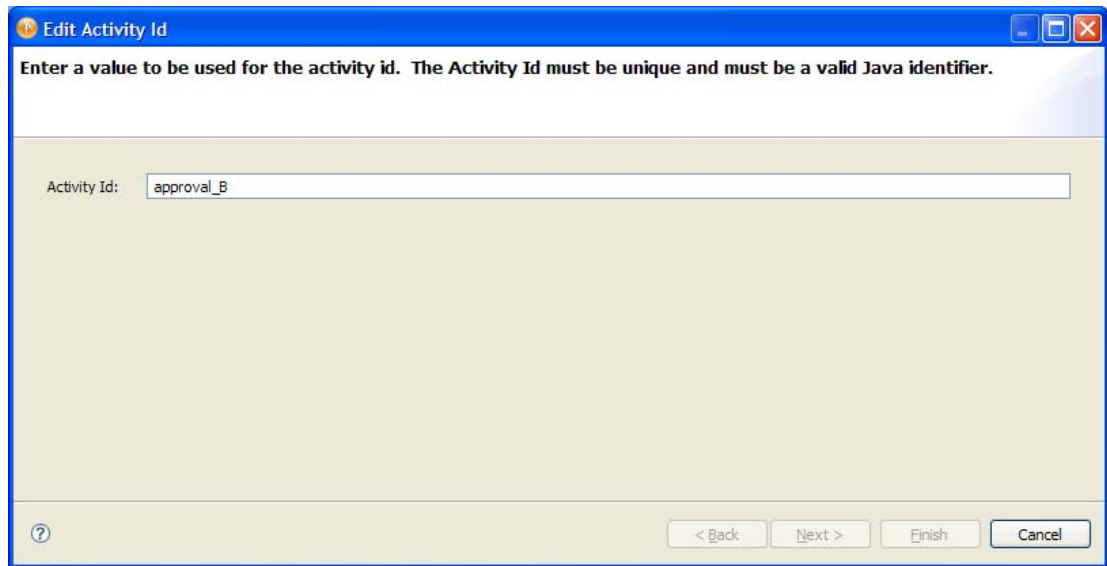 Edit Activity Id
Enter a value to be used for the activity id.  The Activity Id must be unique and must be a valid Java identifier.
Activity Id: approval_B
? < Back Next > Finish Cancel